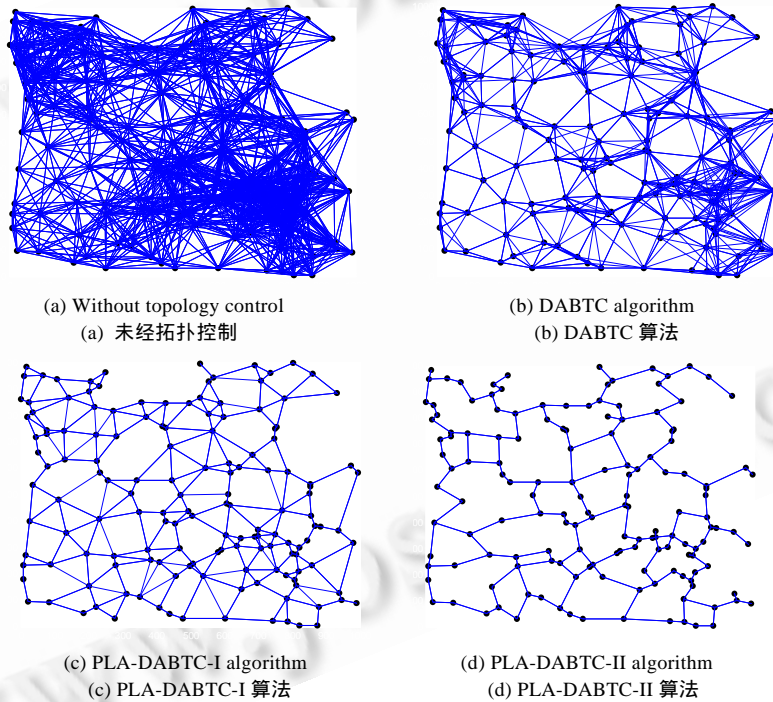 (a) Without topology control
(a) 未经拓扑控制
(b) DABTC algorithm
(b) DABTC 算法
(c) PLA-DABTC-I algorithm
(c) PLA-DABTC-I 算法
(d) PLA-DABTC-II algorithm
(d) PLA-DABTC-II 算法